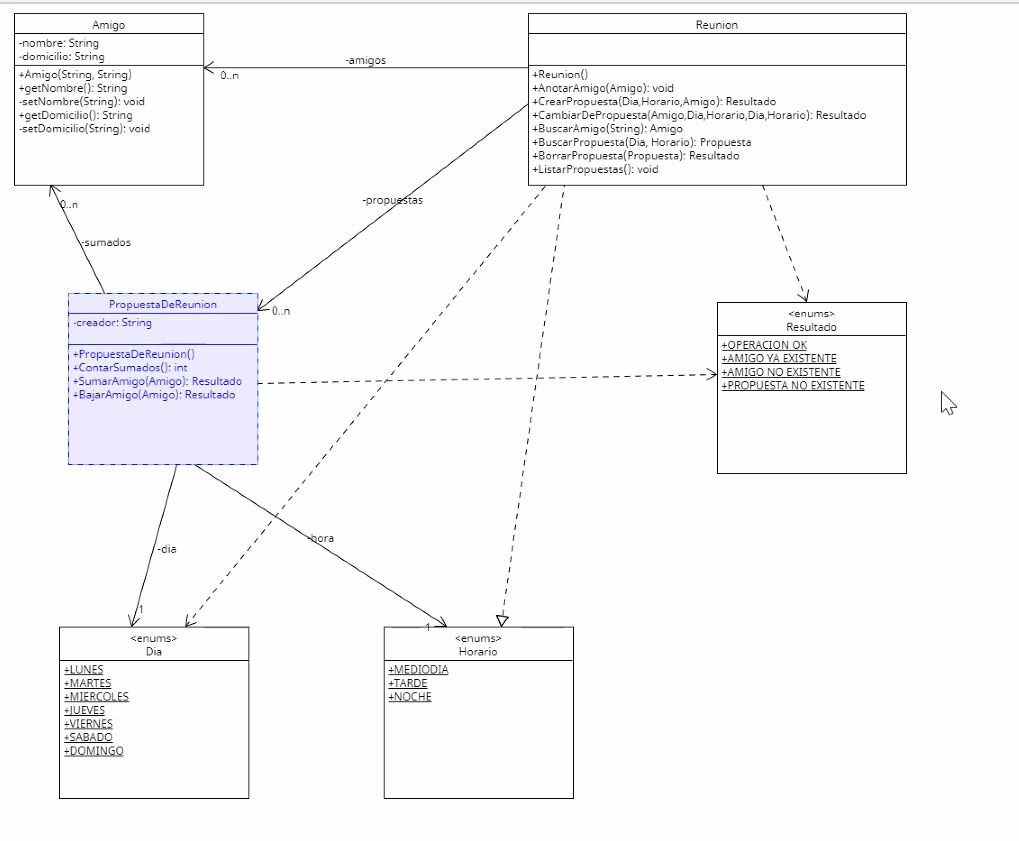 Amigo
-nombre: String
-domicilio: String
+Amigo(String, String)
+getNombre(): String
-setNombre(String): void
+getDomicilio(): String
-setDomicilio(String): void
Reunion
+Reunion()
+AnotarAmigo(Amigo): void
+CrearPropuesta(Dia,Horario,Amigo): Resultado
+CambiarDePropuesta(Amigo,Dia,Horario,Dia,Horario): Resultado
+BuscarAmigo(String): Amigo
+BuscarPropuesta(Dia, Horario): Propuesta
+BorrarPropuesta(Propuesta): Resultado
+ListarPropuestas(): void
-amigos
0..n
0..n
-sumados
-propuestas
0..n
PropuestaDeReunion
-creador: String
+PropuestaDeReunion()
+ContarSumados(): int
+SumarAmigo(Amigo): Resultado
+BajarAmigo(Amigo): Resultado
<enums>
Resultado
+OPERACION OK
+AMIGO YA EXISTENTE
+AMIGO NO EXISTENTE
+PROPUESTA NO EXISTENTE
-dia
1
-hora
1
<enums>
Dia
+LUNES
+MARTES
+MIERCOLES
+JUEVES
+VIERNES
+SABADO
+DOMINGO
<enums>
Horario
+MEDIODIA
+TARDE
+NOCHE